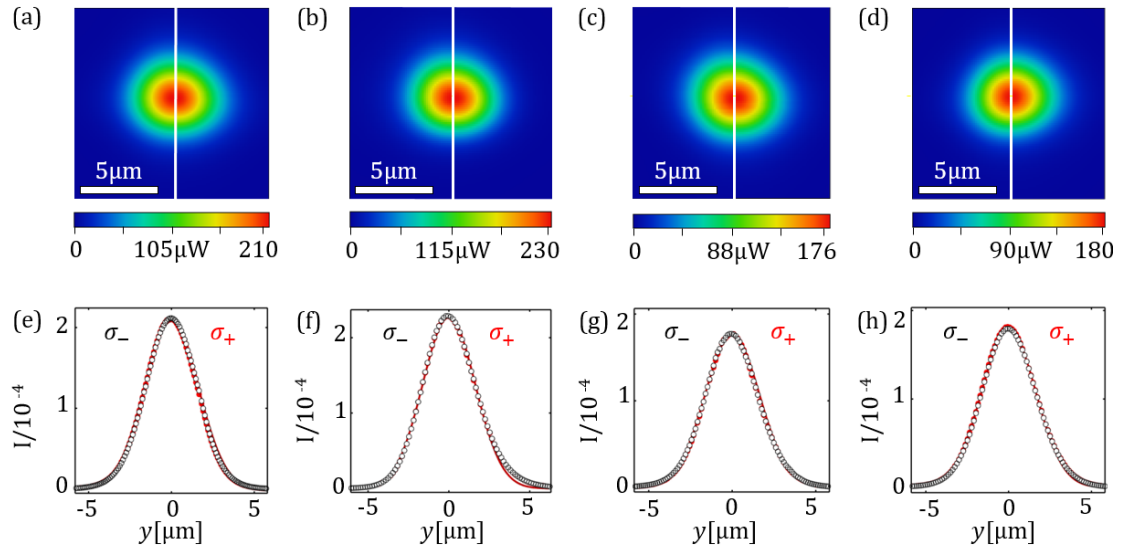 (a) (b) (c) (d)
5μm 5μm 5μm 5μm
0 105μW 210 0 115μW 230 0 88μW 176 0 90μW 180
(e) (f) (g) (h)
2 σ₋ σ₊ 2 σ₋ σ₊ 2 σ₋ σ₊ 2 σ₋ σ₊
I/10⁻⁴ 1 I/10⁻⁴ 1 I/10⁻⁴ 1 I/10⁻⁴ 1
0 0 0 0
-5 0 5 -5 0 5 -5 0 5 -5 0 5
y[μm] y[μm] y[μm] y[μm]